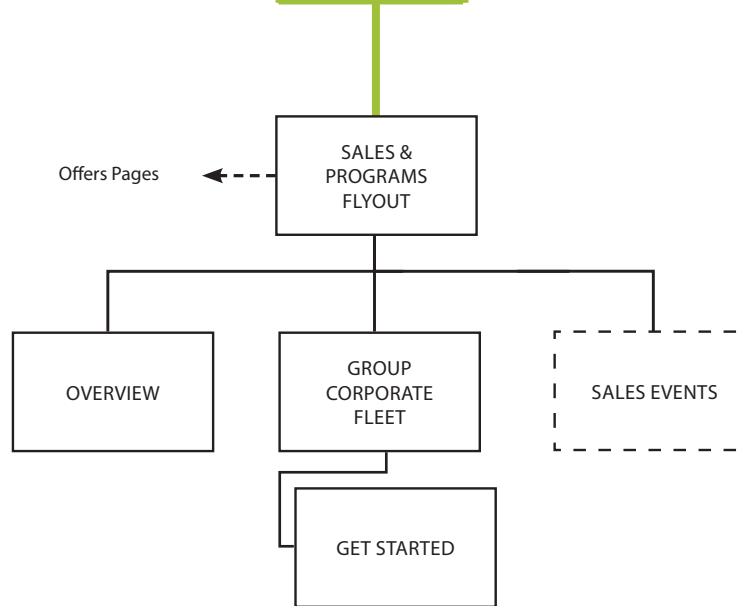 SALES &
PROGRAMS
FLYOUT
Offers Pages
OVERVIEW
GROUP
CORPORATE
FLEET
SALES EVENTS
GET STARTED